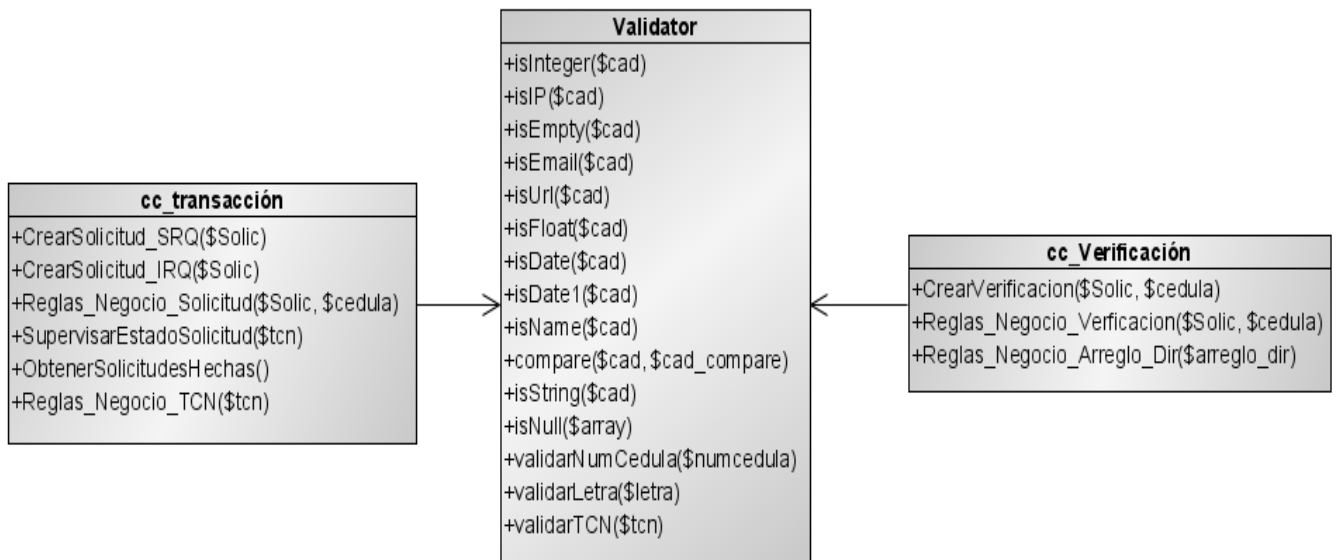 cc_transacción
+CrearSolicitud_SRQ($Solic)
+CrearSolicitud_IRQ($Solic)
+Reglas_Negocio_Solicitud($Solic, $cedula)
+SupervisarEstadoSolicitud($tcn)
+ObtenerSolicitudesHechas()
+Reglas_Negocio_TCN($tcn)
Validator
+isInteger($cad)
+isIP($cad)
+isEmpty($cad)
+isEmail($cad)
+isUrl($cad)
+isFloat($cad)
+isDate($cad)
+isDate1($cad)
+isName($cad)
+compare($cad, $cad_compare)
+isString($cad)
+isNull($array)
+validarNumCedula($numcedula)
+validarLetra($letra)
+validarTCN($tcn)
cc_Verificación
+CrearVerificacion($Solic, $cedula)
+Reglas_Negocio_Verficacion($Solic, $cedula)
+Reglas_Negocio_Arreglo_Dir($arreglo_dir)